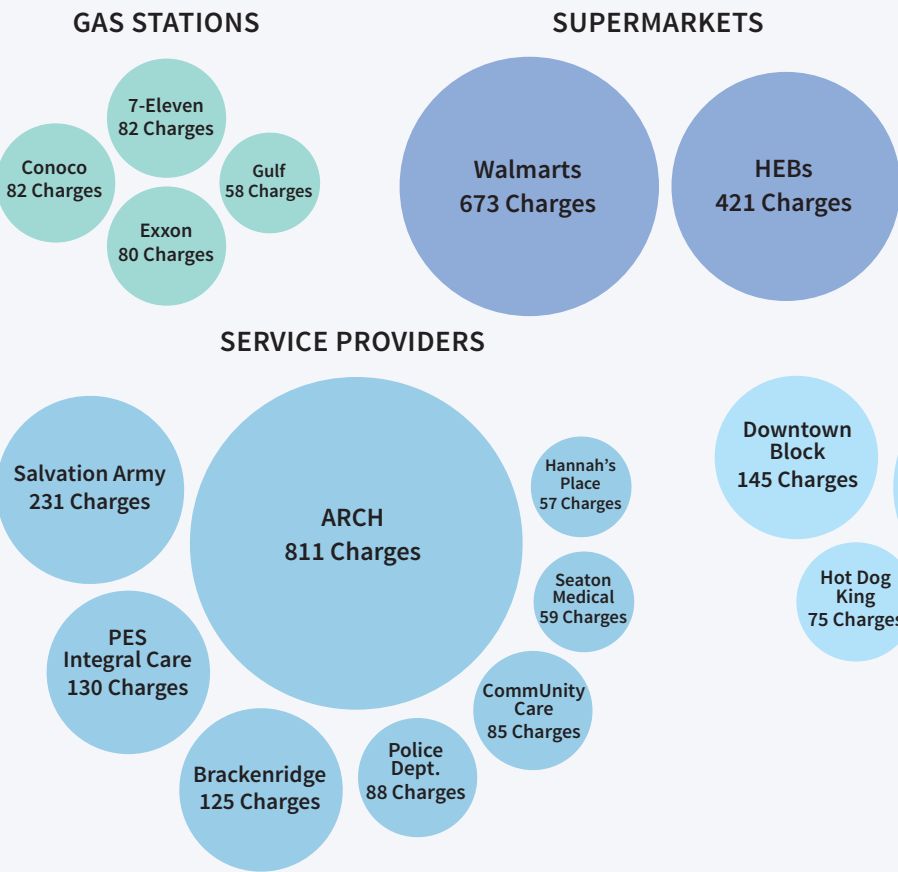 GAS STATIONS
7-Eleven
82 Charges
Conoco
82 Charges
Gulf
58 Charges
Exxon
80 Charges
SUPERMARKETS
Walmarts
673 Charges
HEBs
421 Charges
SERVICE PROVIDERS
Salvation Army
231 Charges
ARCH
811 Charges
Hannah’s
Place
57 Charges
Seaton
Medical
59 Charges
PES
Integral Care
130 Charges
CommUnity
Care
85 Charges
Police
Dept.
88 Charges
Brackenridge
125 Charges
Downtown
Block
145 Charges
Hot Dog
King
75 Charges